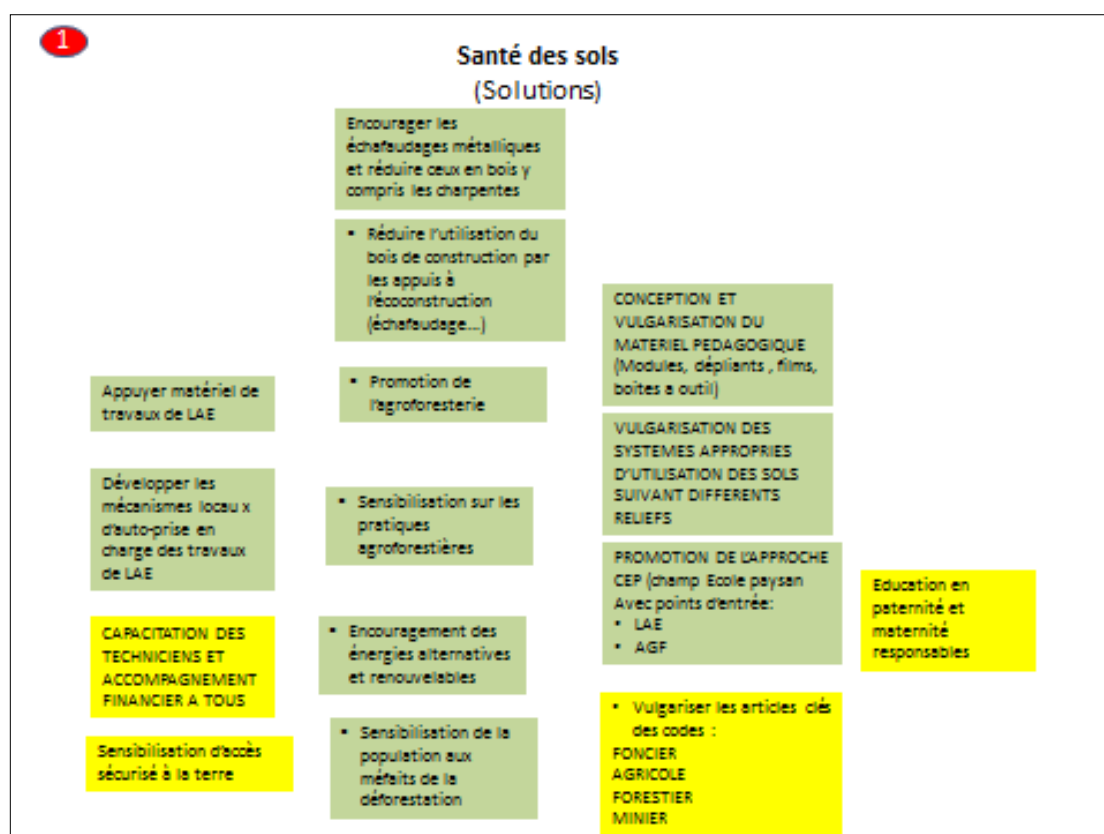 1
Santé des sols
(Solutions)
Encourager les
échafaudages métalliques
et réduire ceux en bois y
compris les charpentes
▪ Réduire l'utilisation du
bois de construction par
les appuis à
l'écoconstruction
(échafaudage...)
▪ Promotion de
l'agroforesterie
▪ Sensibilisation sur les
pratiques
agroforestières
▪ Encouragement des
énergies alternatives
et renouvelables
▪ Sensibilisation de la
population aux
méfaits de la
déforestation
Appuyer matériel de
travaux de LAE
Développer les
mécanismes locau x
d'auto-prise en
charge des travaux
de LAE
CAPACITATION DES
TECHNICIENS ET
ACCOMPAGNEMENT
FINANCIER A TOUS
Sensibilisation d'accès
sécurisé à la terre
CONCEPTION ET
VULGARISATION DU
MATERIEL PEDAGOGIQUE
(Modules, dépliants , films,
boites a outil)
VULGARISATION DES
SYSTEMES APPROPRIES
D'UTILISATION DES SOLS
SUIVANT DIFFERENTS
RELIEFS
PROMOTION DE L'APPROCHE
CEP (champ Ecole paysan
Avec points d'entrée:
▪ LAE
▪ AGF
▪ Vulgariser les articles clés
des codes :
FONCIER
AGRICOLE
FORESTIER
MINIER
Education en
paternité et
maternité
responsables